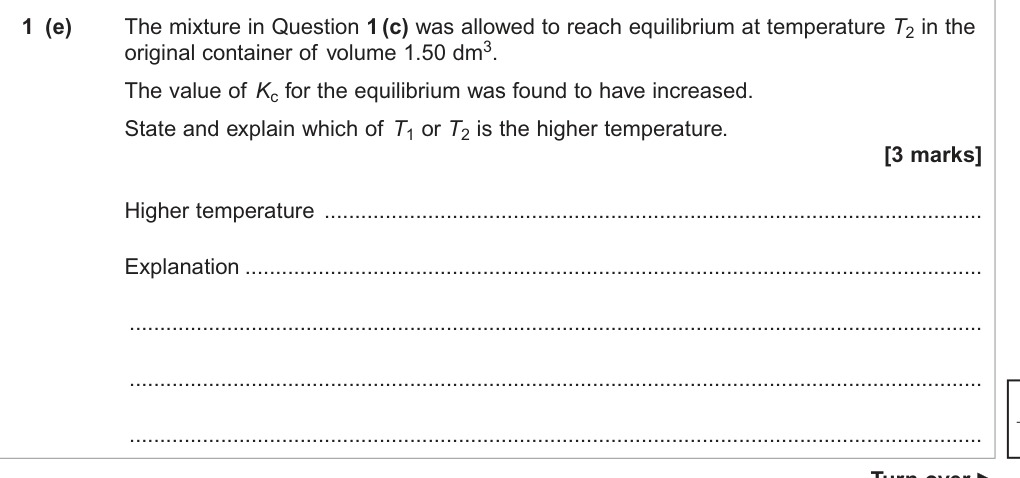 1 (e) The mixture in Question 1(c) was allowed to reach equilibrium at temperature T₂ in the
original container of volume 1.50 dm³.
The value of Kc for the equilibrium was found to have increased.
State and explain which of T₁ or T₂ is the higher temperature.
[3 marks]
Higher temperature ................................................................
Explanation ................................................................
................................................................
................................................................
................................................................
Turn over ►